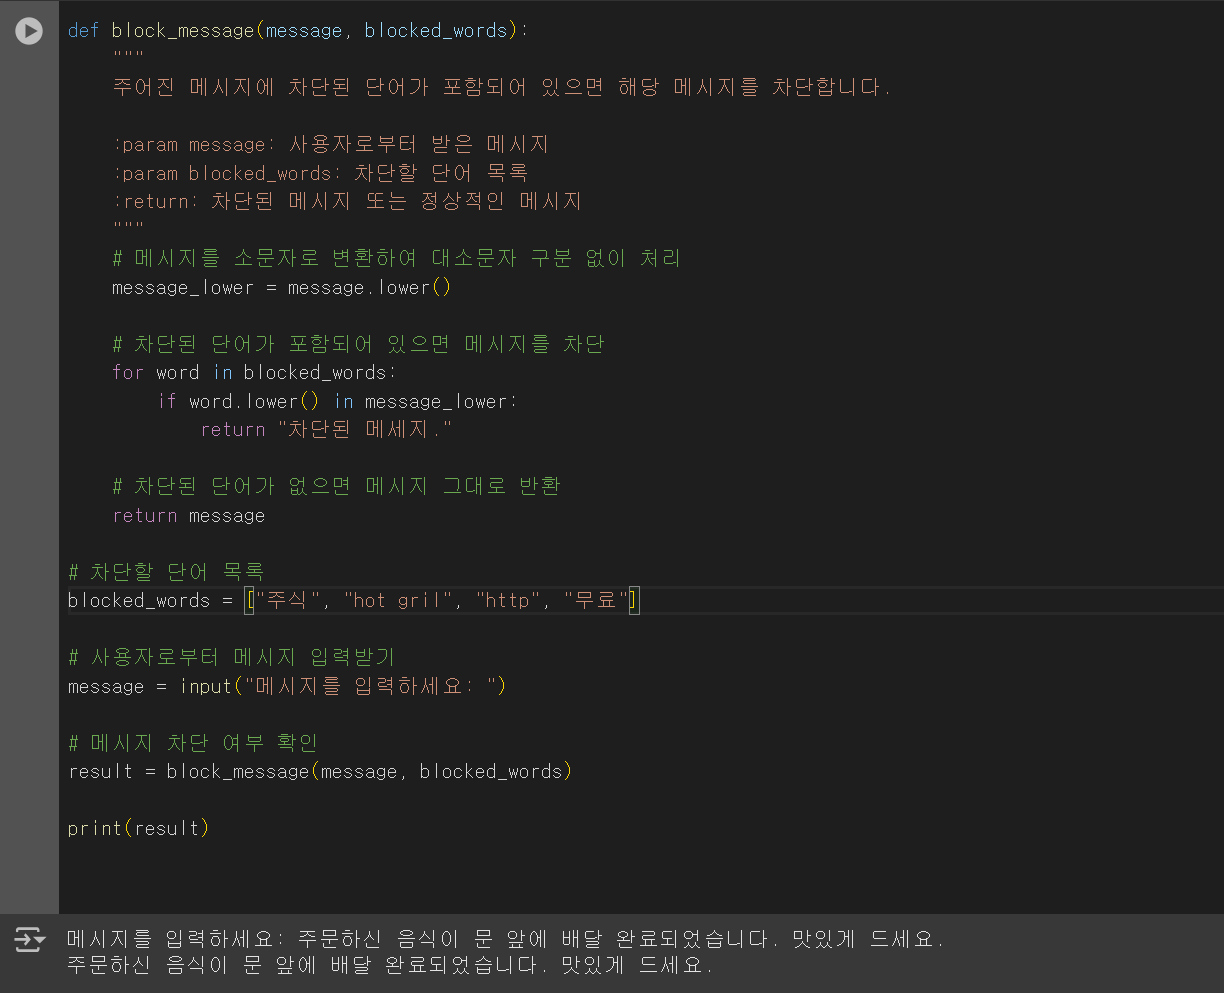 def block_message(message, blocked_words):
    """
    주어진 메시지에 차단된 단어가 포함되어 있으면 해당 메시지를 차단합니다.

    :param message: 사용자로부터 받은 메시지
    :param blocked_words: 차단할 단어 목록
    :return: 차단된 메시지 또는 정상적인 메시지
    """
    # 메시지를 소문자로 변환하여 대소문자 구분 없이 처리
    message_lower = message.lower()

    # 차단된 단어가 포함되어 있으면 메시지를 차단
    for word in blocked_words:
        if word.lower() in message_lower:
            return "차단된 메세지."

    # 차단된 단어가 없으면 메시지 그대로 반환
    return message

# 차단할 단어 목록
blocked_words = ["주식", "hot gril", "http", "무료"]

# 사용자로부터 메시지 입력받기
message = input("메시지를 입력하세요: ")

# 메시지 차단 여부 확인
result = block_message(message, blocked_words)

print(result)

메시지를 입력하세요: 주문하신 음식이 문 앞에 배달 완료되었습니다. 맛있게 드세요.
주문하신 음식이 문 앞에 배달 완료되었습니다. 맛있게 드세요.